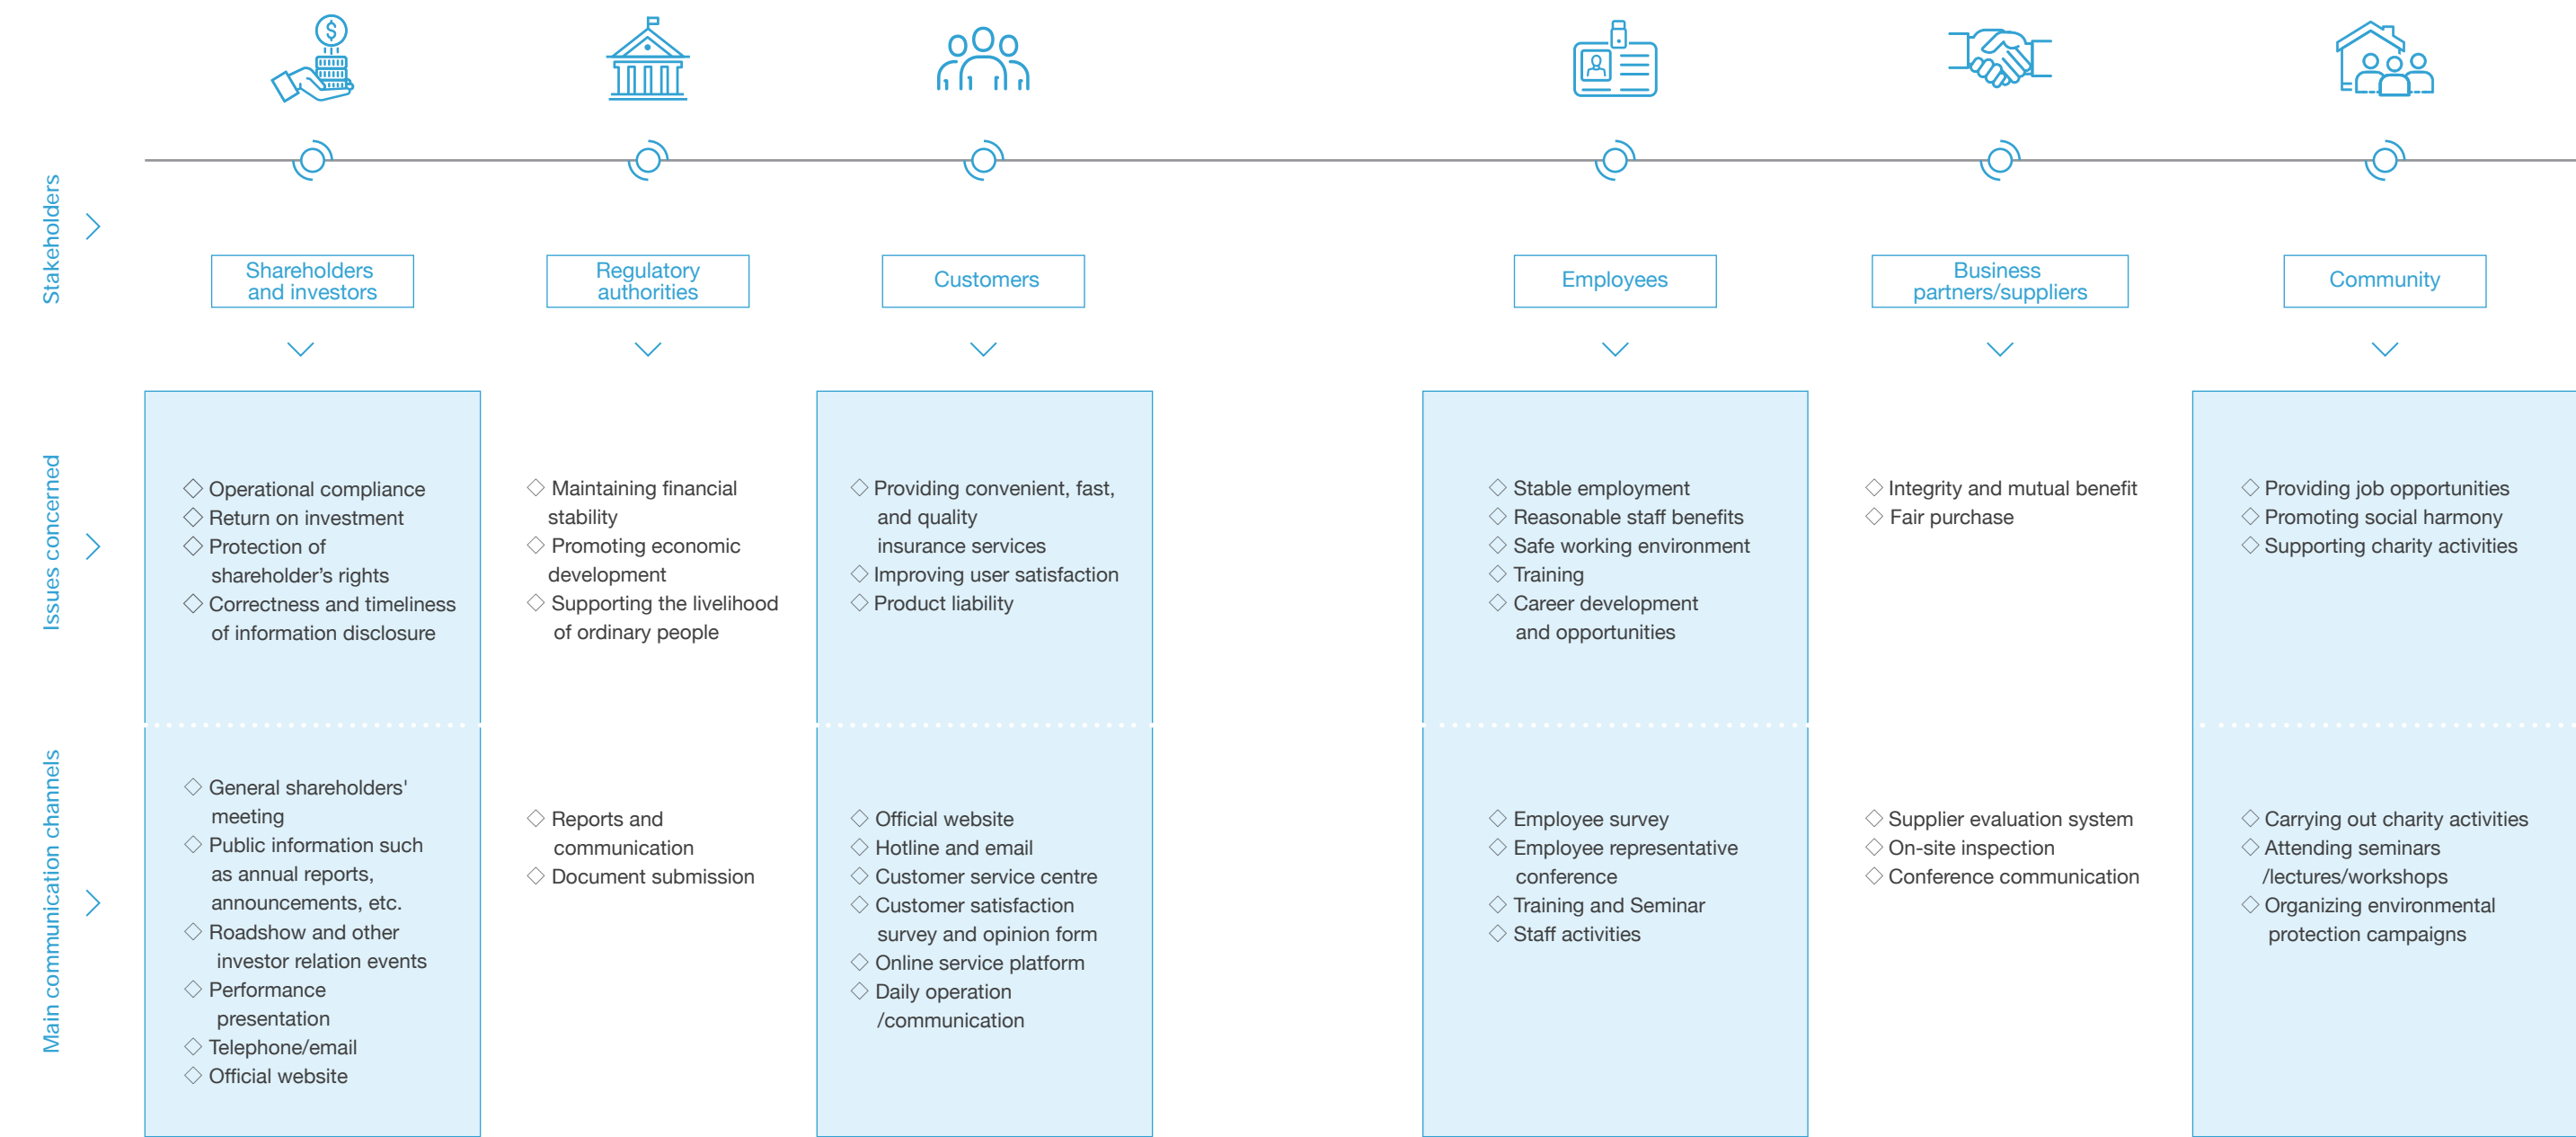 $
Stakeholders
Shareholders
and investors
Regulatory
authorities
Customers
Employees
Business
partners/suppliers
Community
Issues concerned
Operational compliance
Return on investment
Protection of
shareholder’s rights
Correctness and timeliness
of information disclosure
Maintaining financial
stability
Promoting economic
development
Supporting the livelihood
of ordinary people
Providing convenient, fast,
and quality
insurance services
Improving user satisfaction
Product liability
Stable employment
Reasonable staff benefits
Safe working environment
Training
Career development
and opportunities
Integrity and mutual benefit
Fair purchase
Providing job opportunities
Promoting social harmony
Supporting charity activities
Main communication channels
General shareholders'
meeting
Public information such
as annual reports,
announcements, etc.
Roadshow and other
investor relation events
Performance
presentation
Telephone/email
Official website
Reports and
communication
Document submission
Official website
Hotline and email
Customer service centre
Customer satisfaction
survey and opinion form
Online service platform
Daily operation
/communication
Employee survey
Employee representative
conference
Training and Seminar
Staff activities
Supplier evaluation system
On-site inspection
Conference communication
Carrying out charity activities
Attending seminars
/lectures/workshops
Organizing environmental
protection campaigns